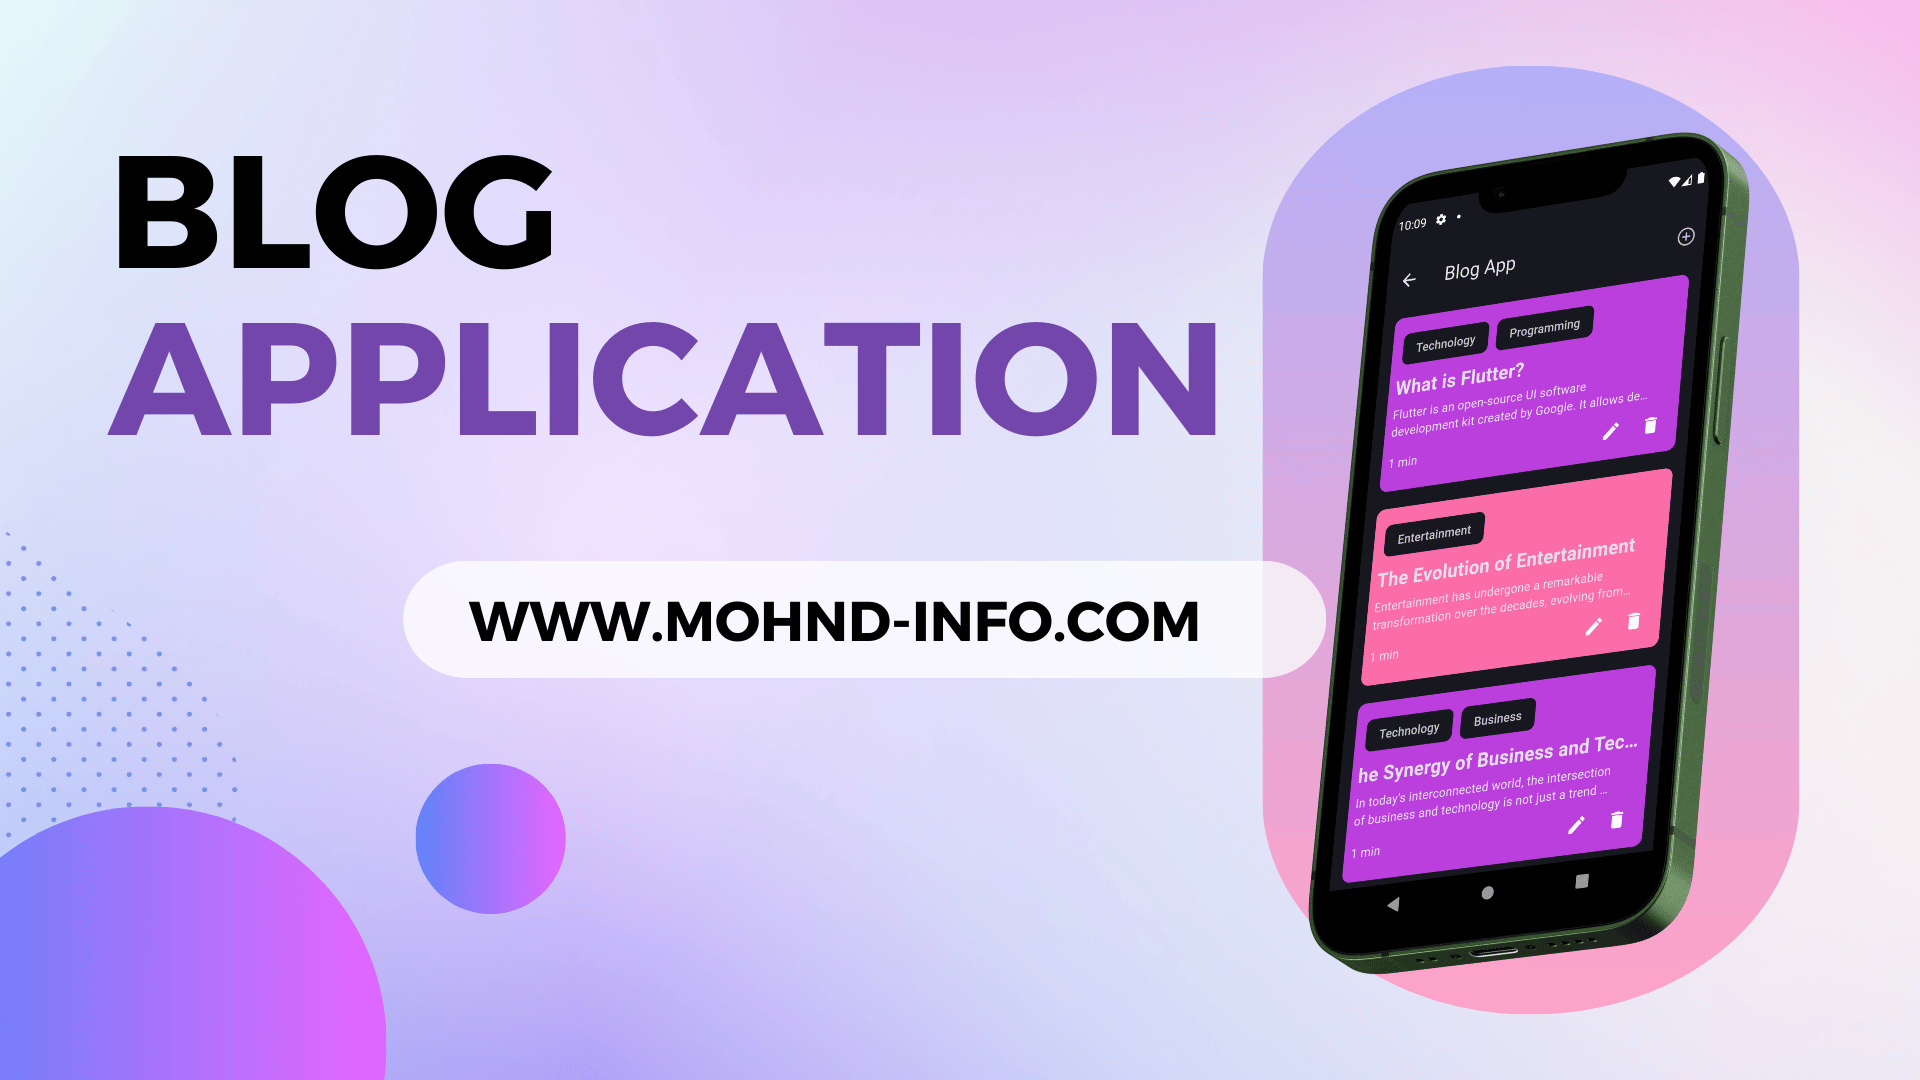 BLOG
APPLICATION
WWW.MOHND-INFO.COM
10:09
Blog App
Technology
Programming
What is Flutter?
Flutter is an open-source UI software
development kit created by Google. It allows de...
1 min
Entertainment
The Evolution of Entertainment
Entertainment has undergone a remarkable
transformation over the decades, evolving from...
1 min
Technology
Business
he Synergy of Business and Tec...
In today's interconnected world, the intersection
of business and technology is not just a trend ...
1 min